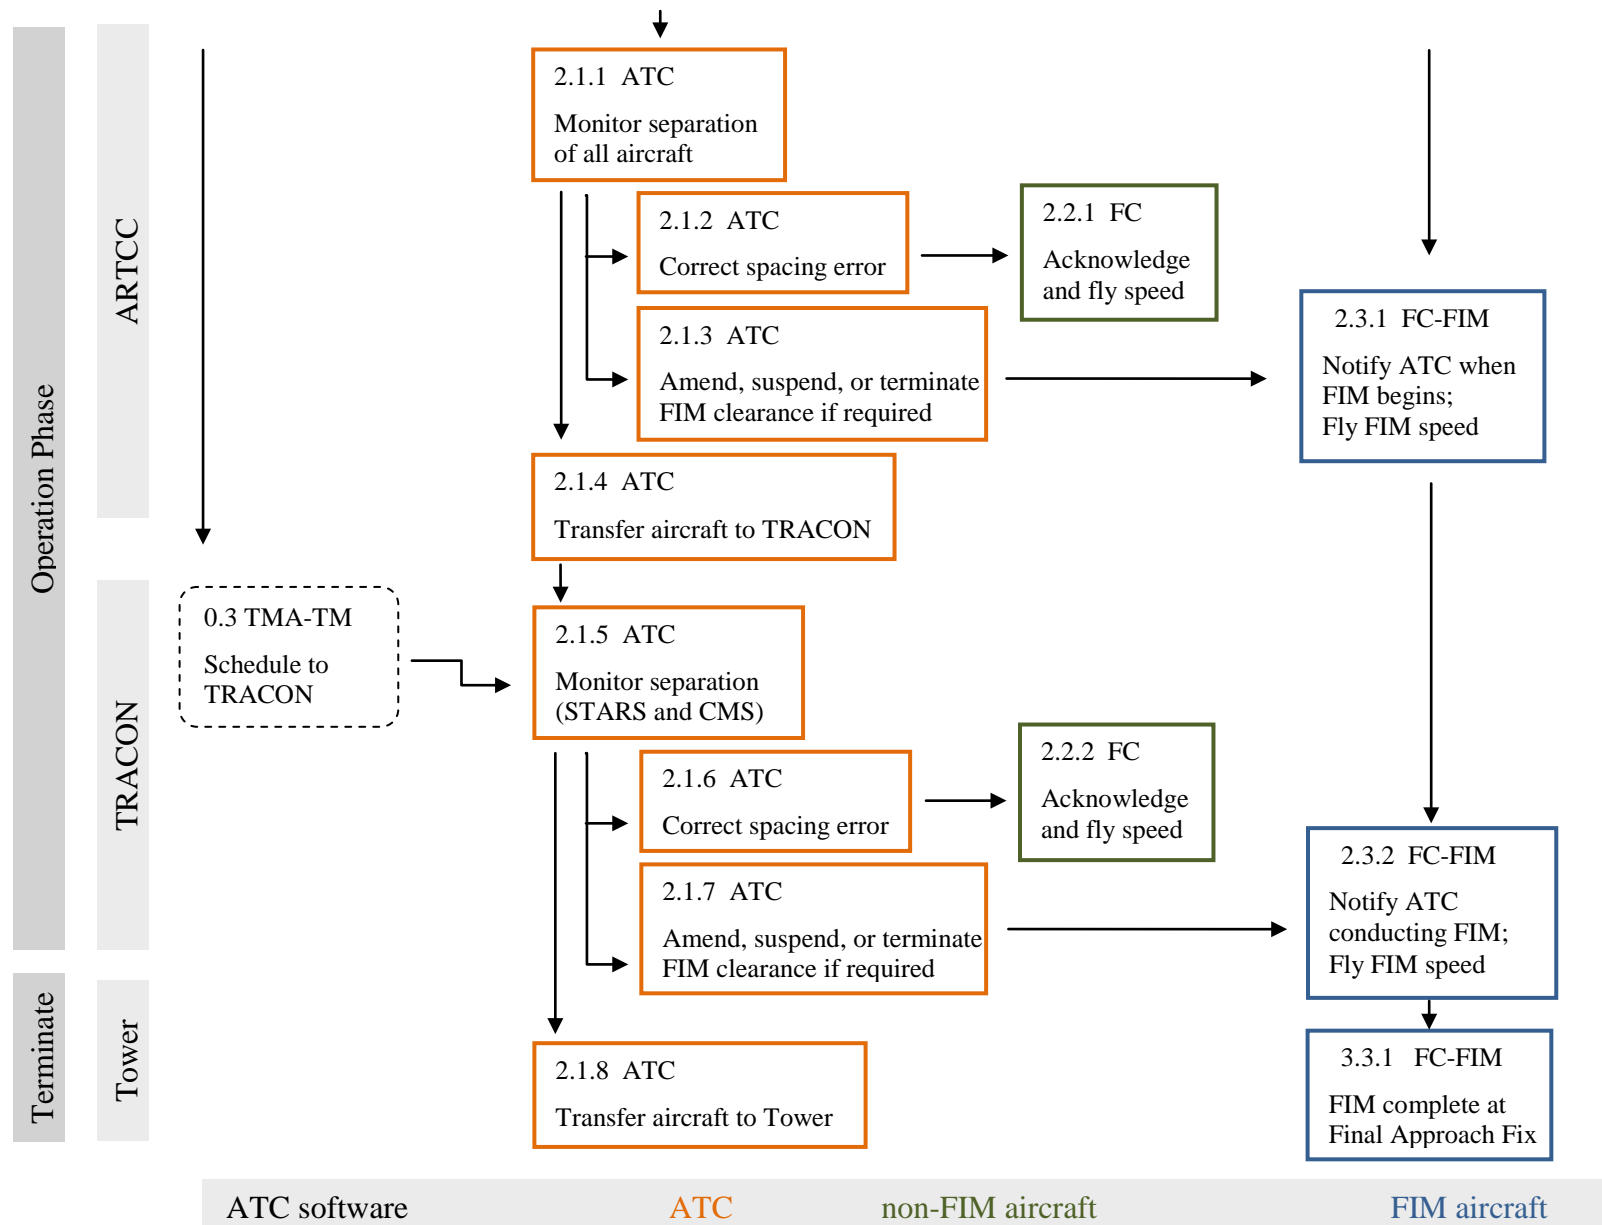 Operation Phase
Terminate
ARTCC
TRACON
Tower
2.1.1 ATC
Monitor separation
of all aircraft
2.1.2 ATC
Correct spacing error
2.2.1 FC
Acknowledge
and fly speed
2.1.3 ATC
Amend, suspend, or terminate
FIM clearance if required
2.3.1 FC-FIM
Notify ATC when
FIM begins;
Fly FIM speed
2.1.4 ATC
Transfer aircraft to TRACON
0.3 TMA-TM
Schedule to
TRACON
2.1.5 ATC
Monitor separation
(STARS and CMS)
2.1.6 ATC
Correct spacing error
2.2.2 FC
Acknowledge
and fly speed
2.1.7 ATC
Amend, suspend, or terminate
FIM clearance if required
2.3.2 FC-FIM
Notify ATC
conducting FIM;
Fly FIM speed
2.1.8 ATC
Transfer aircraft to Tower
3.3.1 FC-FIM
FIM complete at
Final Approach Fix
ATC software
ATC
non-FIM aircraft
FIM aircraft